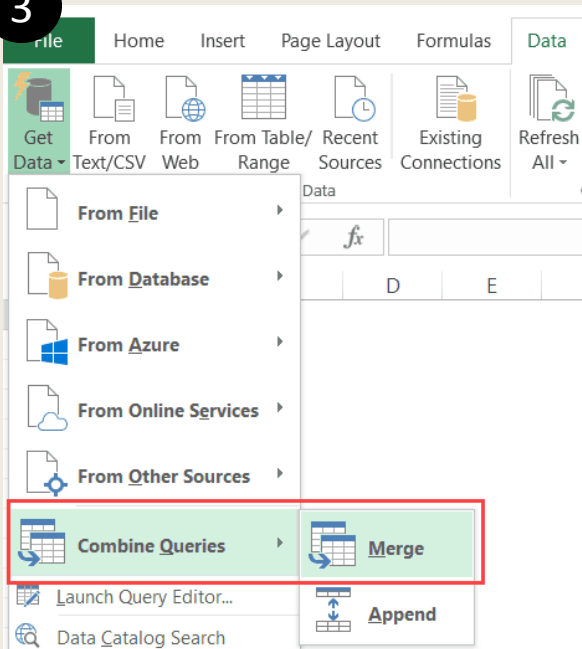 3
File Home Insert Page Layout Formulas Data
Get From From From Table/ Recent Existing Refresh
Data Text/CSV Web Range Sources Connections All
Data
From File
fx
From Database
D E
From Azure
From Online Services
From Other Sources
Combine Queries
Merge
Launch Query Editor...
Append
Data Catalog Search